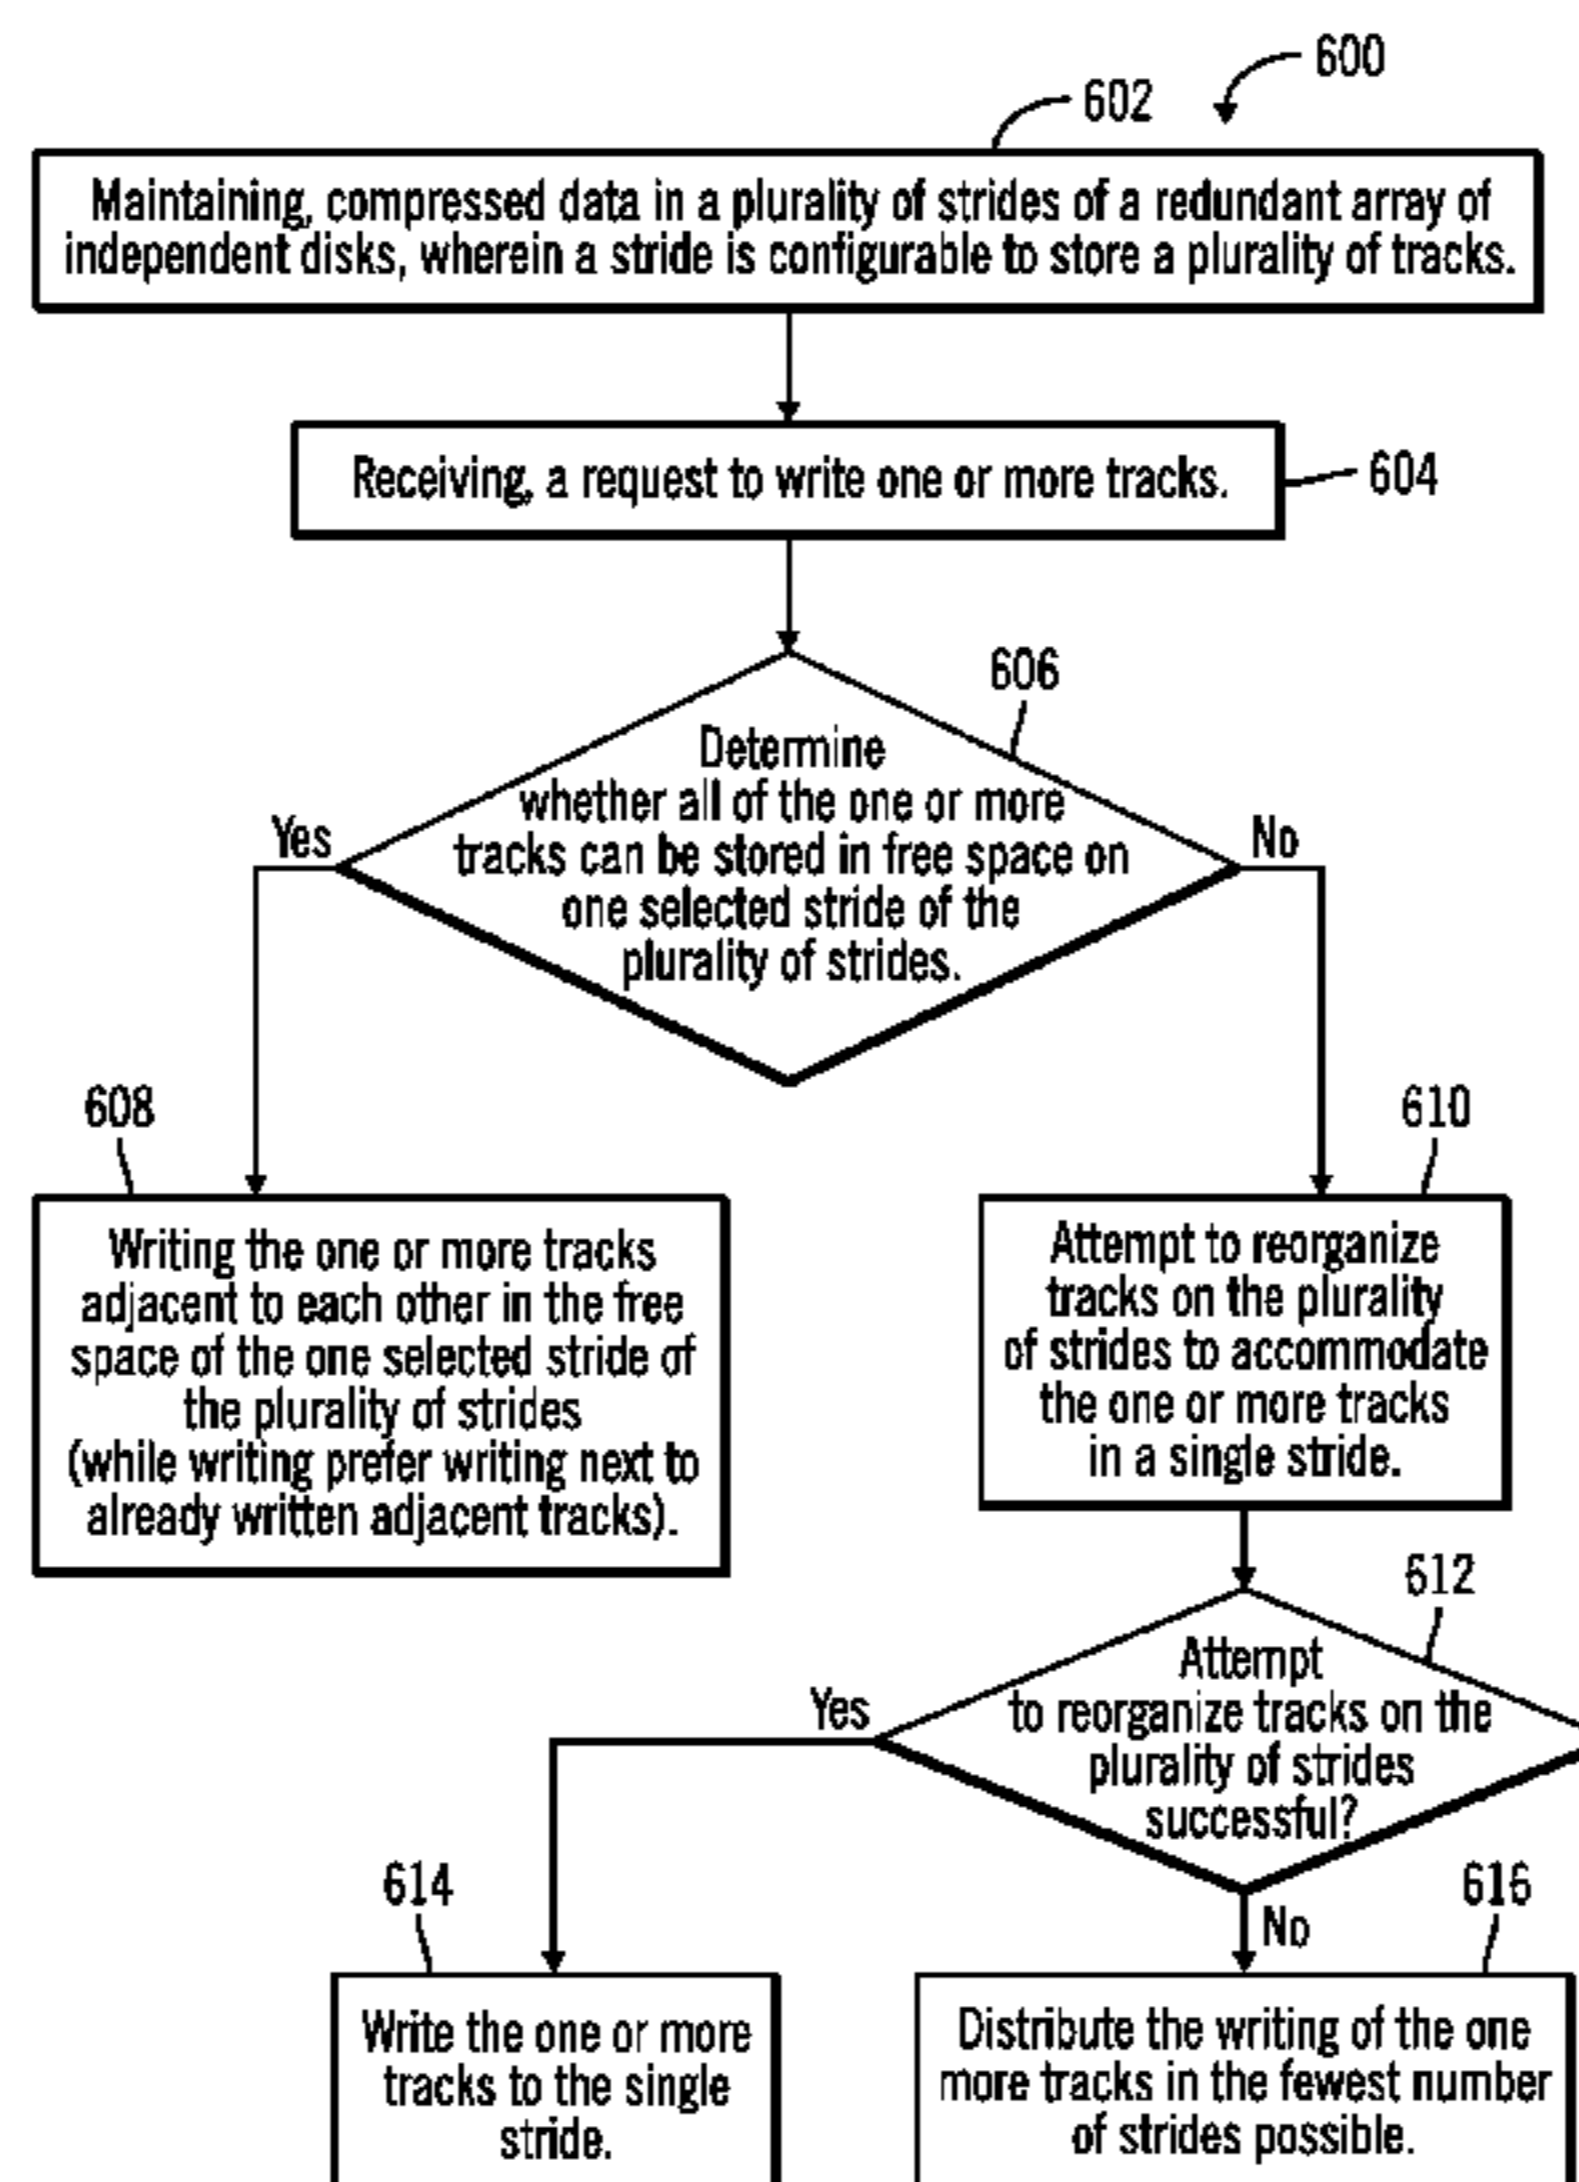 600
602
Maintaining, compressed data in a plurality of strides of a redundant array of
independent disks, wherein a stride is configurable to store a plurality of tracks.
Receiving, a request to write one or more tracks.
604
606
Determine
whether all of the one or more
tracks can be stored in free space on
one selected stride of the
plurality of strides.
Yes
No
608
610
Writing the one or more tracks
adjacent to each other in the free
space of the one selected stride of
the plurality of strides
(while writing prefer writing next to
already written adjacent tracks).
Attempt to reorganize
tracks on the plurality
of strides to accommodate
the one or more tracks
in a single stride.
612
Attempt
to reorganize tracks on the
plurality of strides
successful?
Yes
No
614
616
Write the one or more
tracks to the single
stride.
Distribute the writing of the one
more tracks in the fewest number
of strides possible.